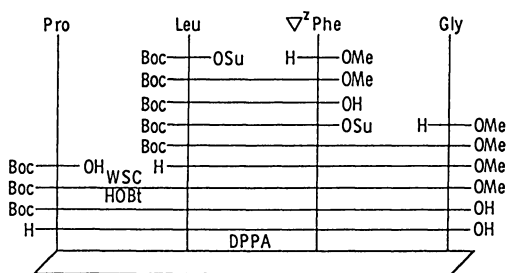 Pro Leu ▽ᶻPhe Gly
Boc OSu H OMe
Boc OMe
Boc OH
Boc OSu H OMe
Boc OMe
Boc OH H OMe
WSC
Boc OMe
HOBt
Boc OH
H OH
DPPA